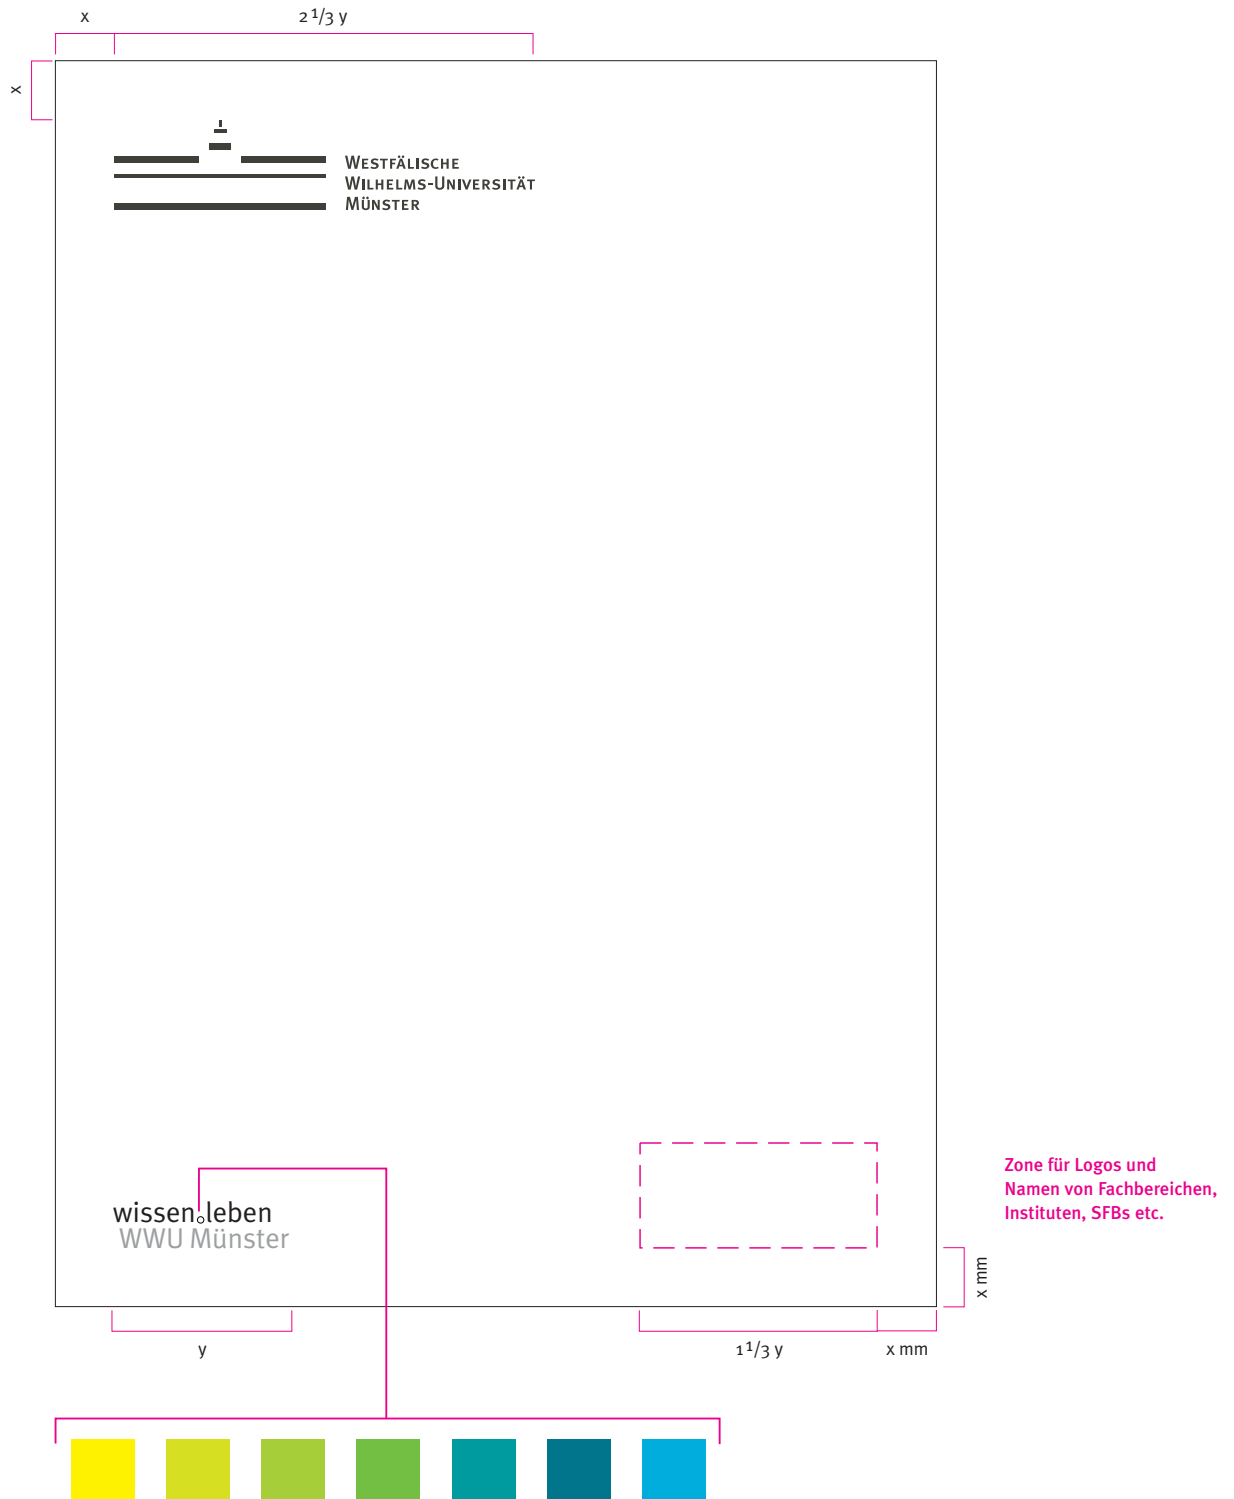 x
2 1/3 y
x
Westfälische
Wilhelms-Universität
Münster
Zone für Logos und
Namen von Fachbereichen,
Instituten, SFBs etc.
wissen.leben
WWU Münster
x mm
y
1 1/3 y
x mm